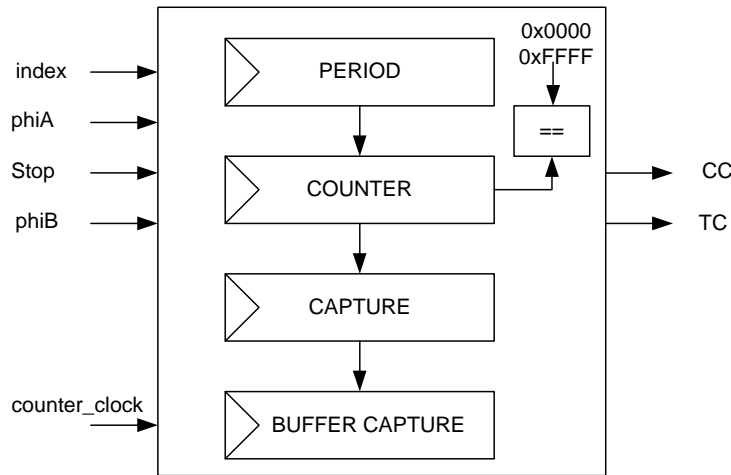 0x0000
0xFFFF
index
PERIOD
phiA
==
Stop
COUNTER
CC
phiB
TC
CAPTURE
counter_clock
BUFFER CAPTURE